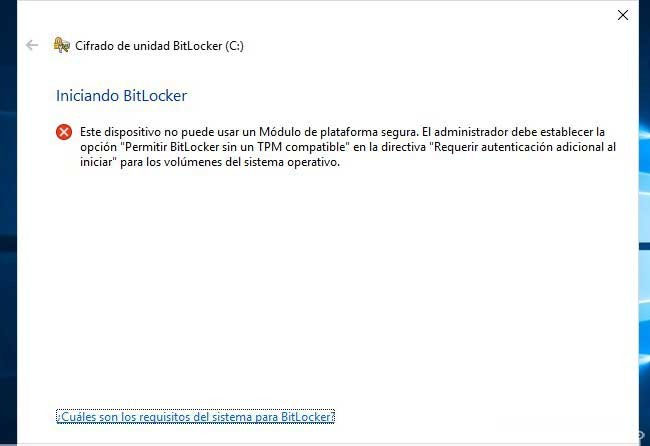 Cifrado de unidad BitLocker (C:)
Iniciando BitLocker
Este dispositivo no puede usar un Módulo de plataforma segura. El administrador debe establecer la
opción "Permitir BitLocker sin un TPM compatible" en la directiva "Requerir autenticación adicional al
iniciar" para los volúmenes del sistema operativo.
¿Cuáles son los requisitos del sistema para BitLocker?